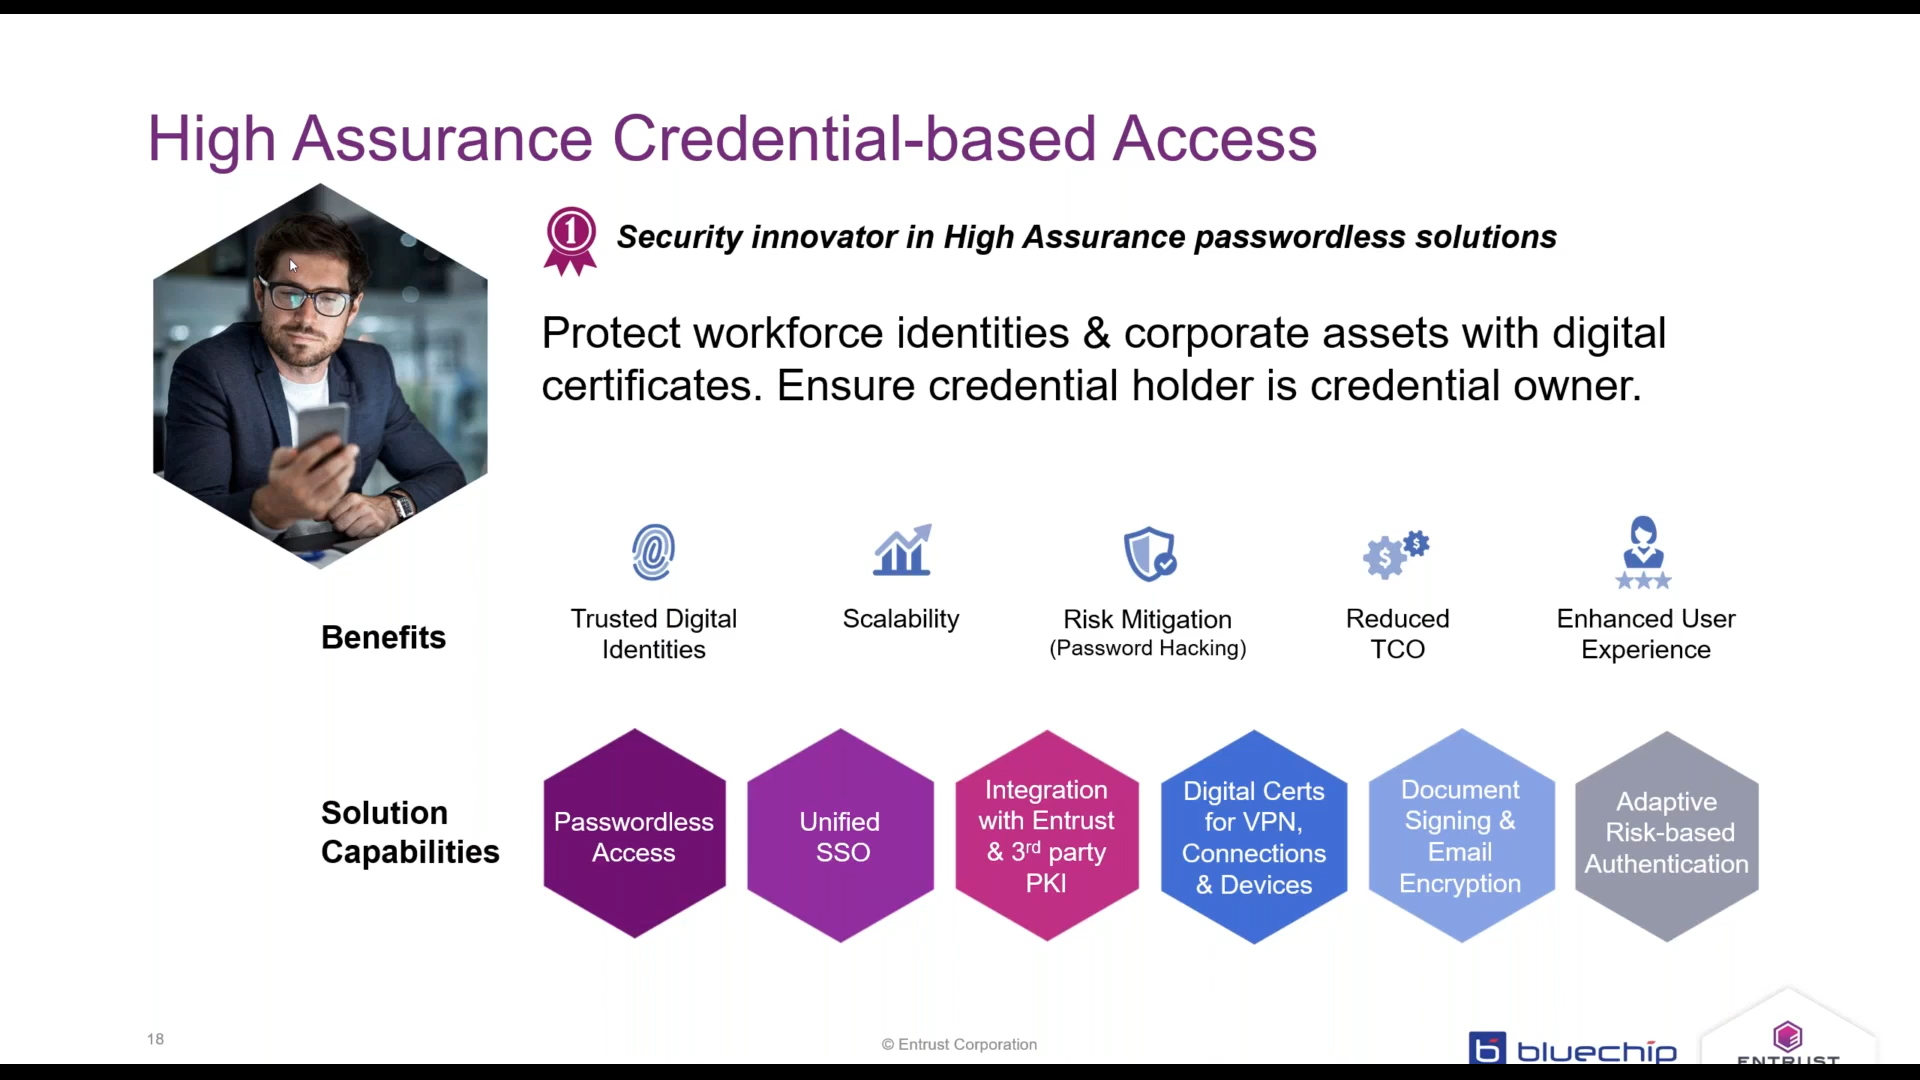 High Assurance Credential-based Access
1
Security innovator in High Assurance passwordless solutions
Protect workforce identities & corporate assets with digital
certificates. Ensure credential holder is credential owner.
Benefits
Trusted Digital
Identities
Scalability
Risk Mitigation
(Password Hacking)
Reduced
TCO
Enhanced User
Experience
Solution
Capabilities
Passwordless
Access
Unified
SSO
Integration
with Entrust
& 3rd party
PKI
Digital Certs
for VPN,
Connections
& Devices
Document
Signing &
Email
Encryption
Adaptive
Risk-based
Authentication
18
© Entrust Corporation
bluechip
ENTRUST